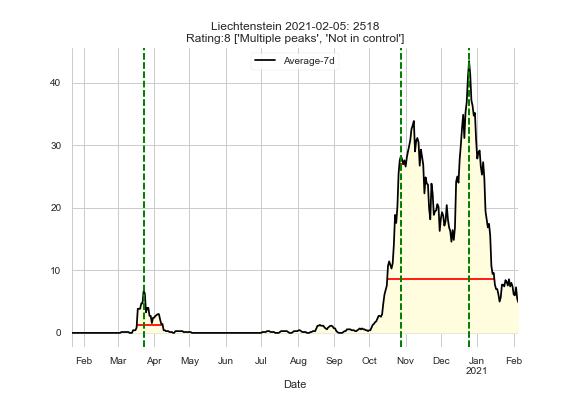 Liechtenstein 2021-02-05: 2518
Rating:8 ['Multiple peaks', 'Not in control']
Average-7d
40
30
20
10
0
Feb Mar Apr May Jun Jul Aug Sep Oct Nov Dec Jan Feb
2021
Date